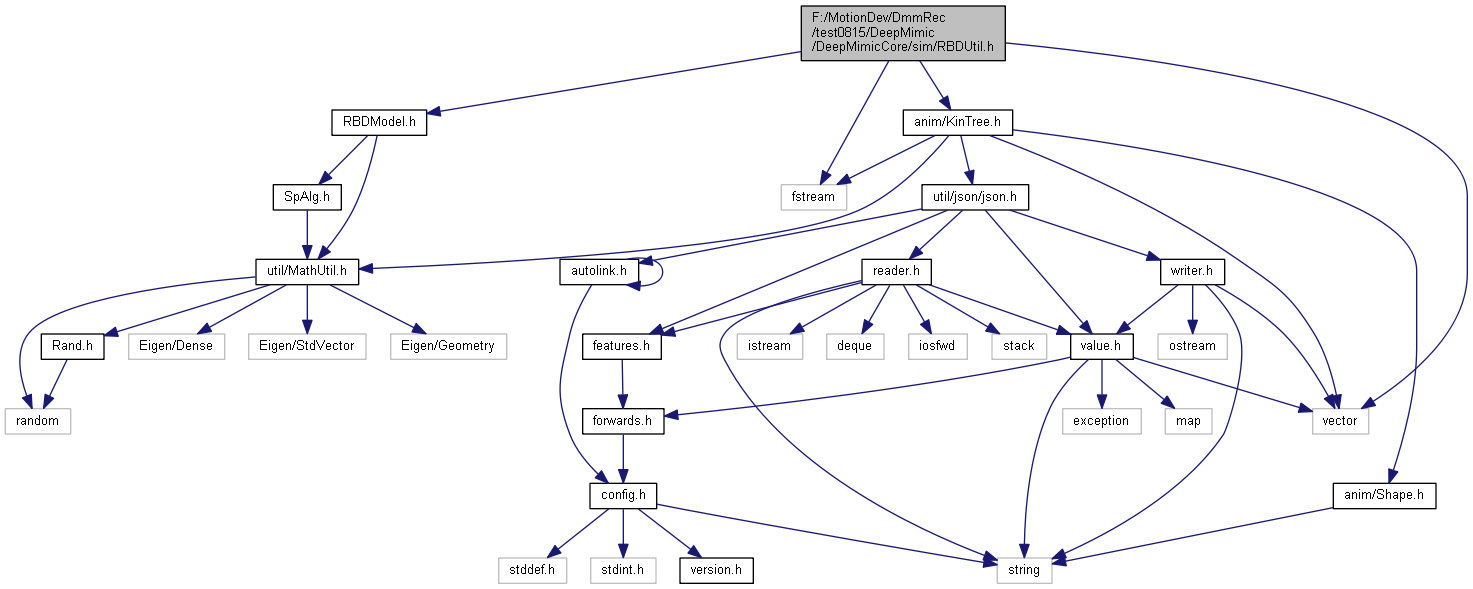 F:/MotionDew/DmmRec
/test0815/DeepMimic
/DeepMimicCore/sim/RBDUtil.h
RBDModel.h
anim/KinTree.h
SpAlg.h
fstream
util/json/json.h
util/MathUtil.h
autolink.h
reader.h
writer.h
Rand.h
Eigen/Dense
Eigen/StdVector
Eigen/Geometry
features.h
istream
deque
iosfwd
stack
value.h
ostream
random
forwards.h
exception
map
vector
config.h
anim/Shape.h
stddef.h
stdint.h
version.h
string